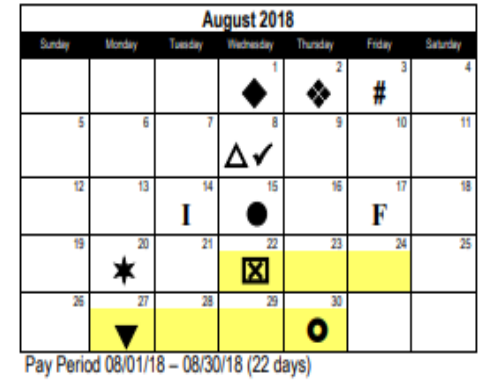 August 2018
Sunday Monday Tuesday Wednesday Thursday Friday Saturday
1 2 3 4
◆ ❖ #
5 6 7 8 9 10 11
△ ✓
12 13 14 15 16 17 18
I ● F
19 20 21 22 23 24 25
✶ ☒
26 27 28 29 30
▼ O
Pay Period 08/01/18 – 08/30/18 (22 days)